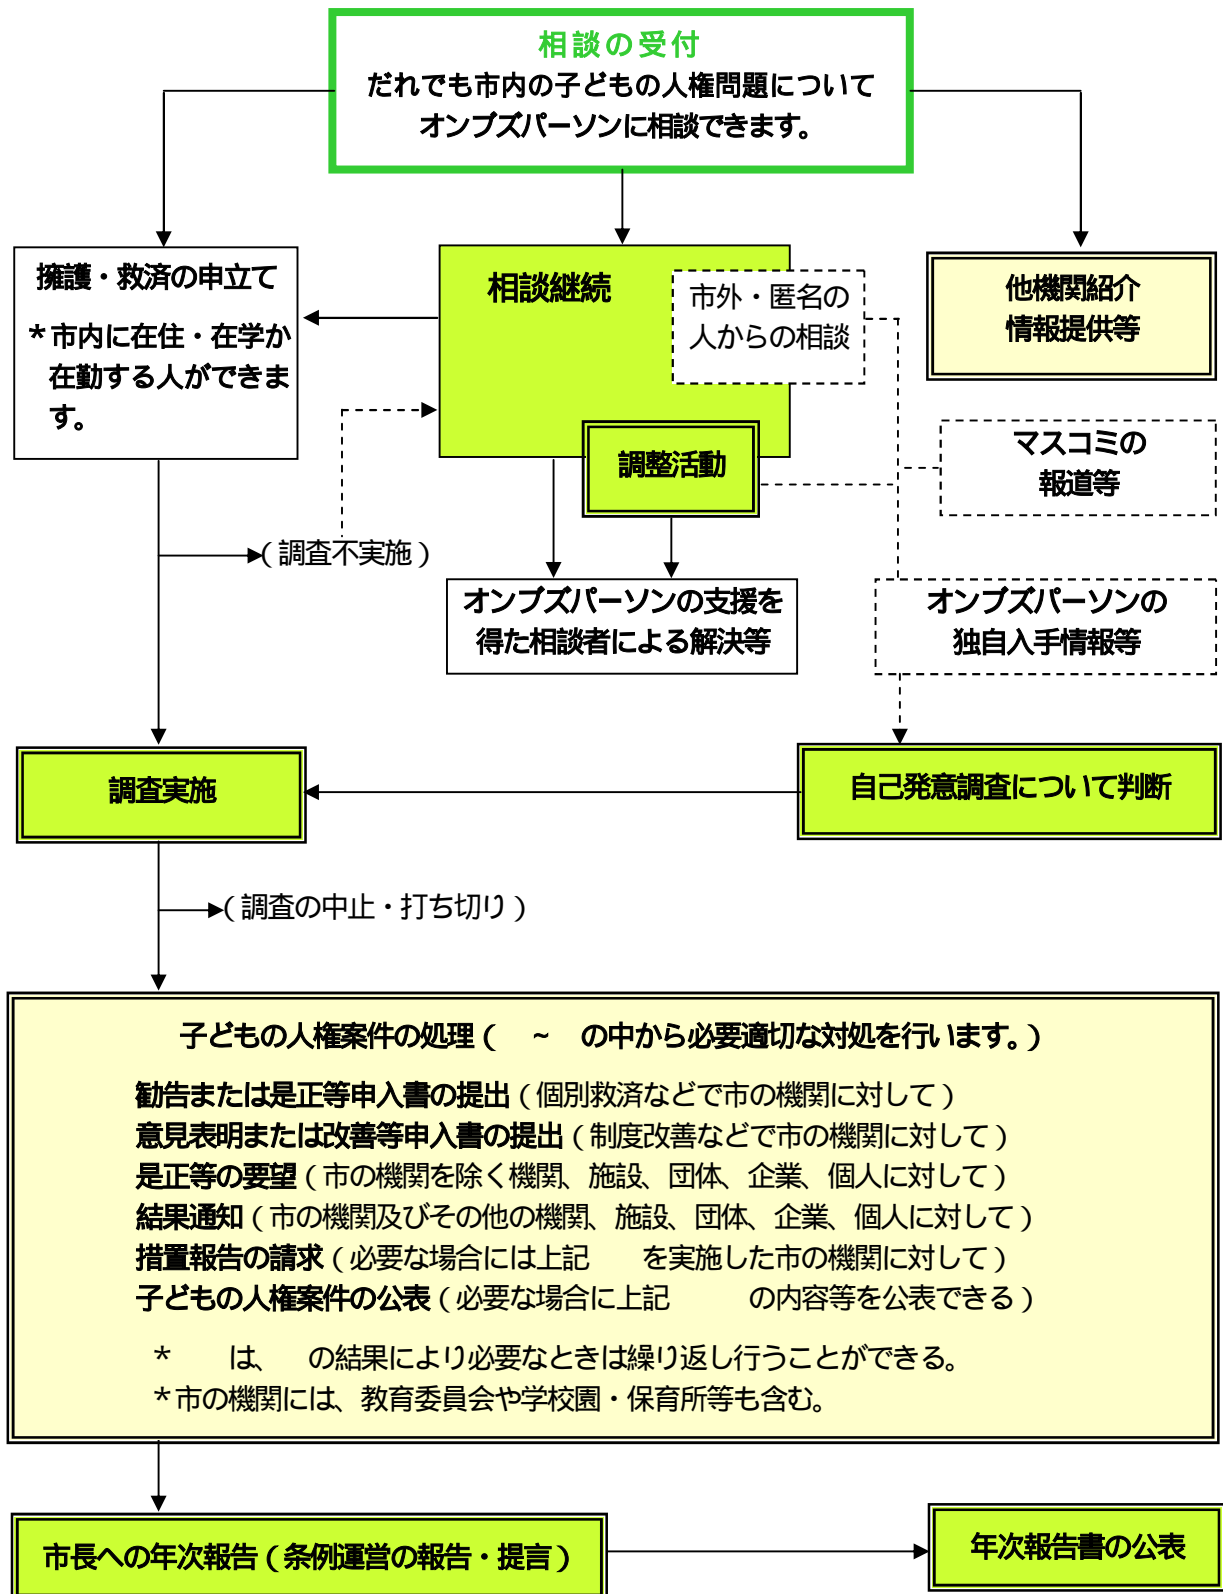 相談の受付
だれでも市内の子どもの人権問題について
オンブズパーソンに相談できます。
擁護・救済の申立て
*市内に在住・在学か
在勤する人ができま
す。
相談継続
市外・匿名の
人からの相談
他機関紹介
情報提供等
調整活動
マスコミの
報道等
(調査不実施)
オンブズパーソンの支援を
得た相談者による解決等
オンブズパーソンの
独自入手情報等
調査実施
自己発意調査について判断
(調査の中止・打ち切り)
子どもの人権案件の処理( ~ の中から必要適切な対処を行います。)
勧告または是正等申入書の提出(個別救済などで市の機関に対して)
意見表明または改善等申入書の提出(制度改善などで市の機関に対して)
是正等の要望(市の機関を除く機関、施設、団体、企業、個人に対して)
結果通知(市の機関及びその他の機関、施設、団体、企業、個人に対して)
措置報告の請求(必要な場合には上記 を実施した市の機関に対して)
子どもの人権案件の公表(必要な場合に上記 の内容等を公表できる)
* は、 の結果により必要なときは繰り返し行うことができる。
*市の機関には、教育委員会や学校園・保育所等も含む。
市長への年次報告(条例運営の報告・提言)
年次報告書の公表